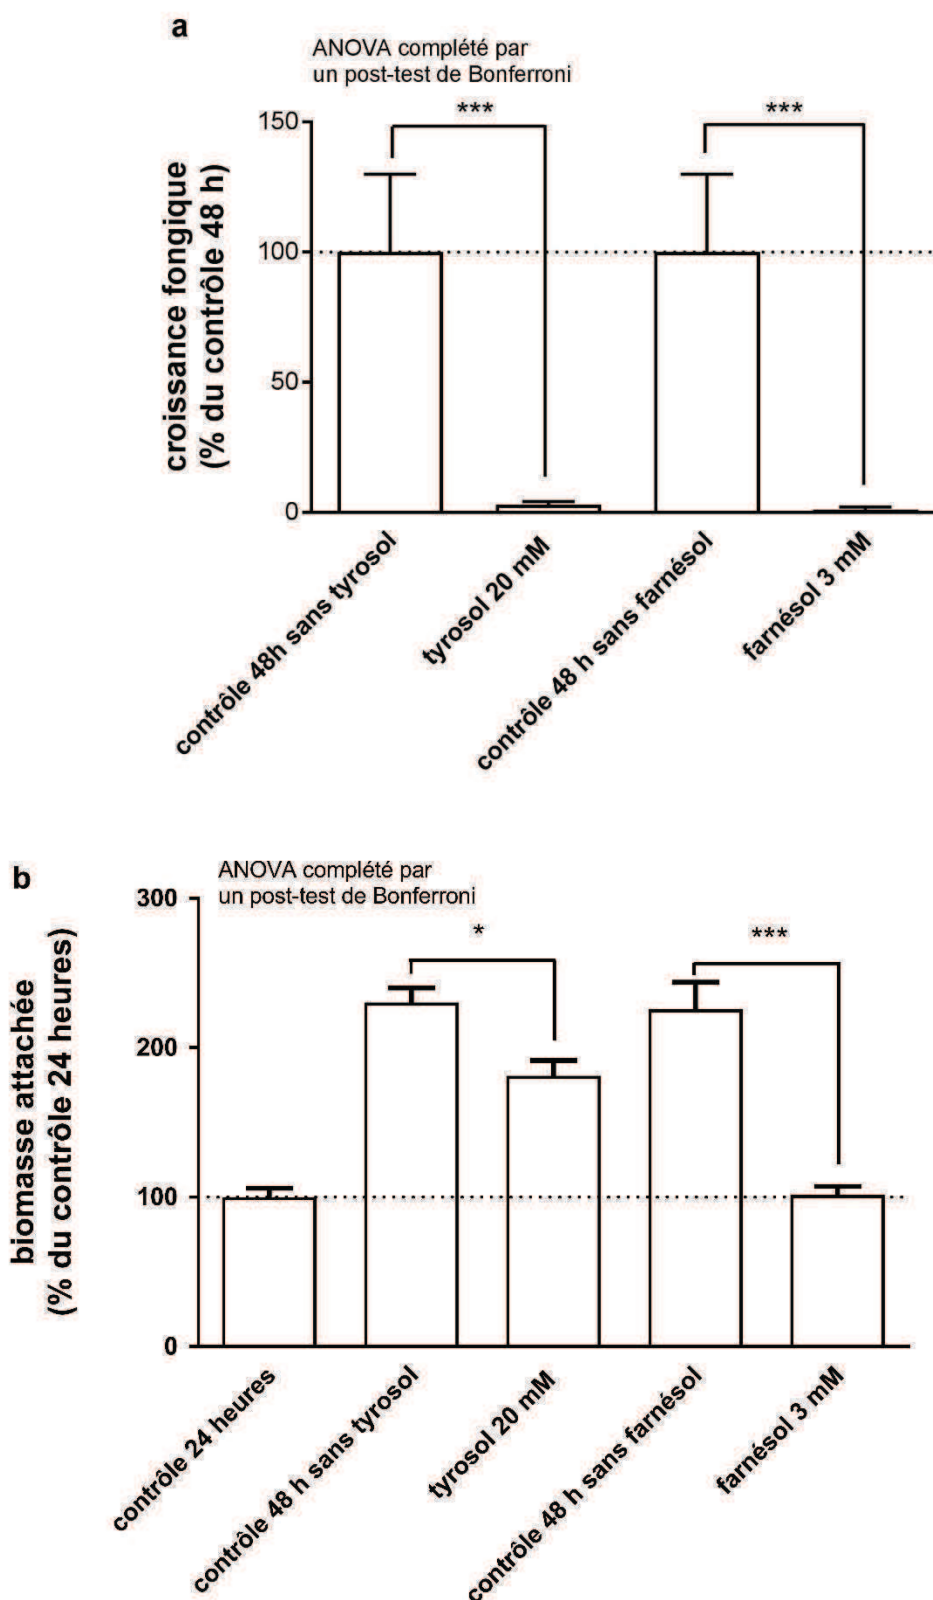 a
ANOVA complété par
un post-test de Bonferroni
***
***
150
100
50
0
croissance fongique
(% du contrôle 48 h)
contrôle 48h sans tyrosol
tyrosol 20 mM
contrôle 48 h sans farnésol
farnésol 3 mM
b
ANOVA complété par
un post-test de Bonferroni
*
***
300
200
100
0
biomasse attachée
(% du contrôle 24 heures)
contrôle 24 heures
contrôle 48 h sans tyrosol
tyrosol 20 mM
contrôle 48 h sans farnésol
farnésol 3 mM